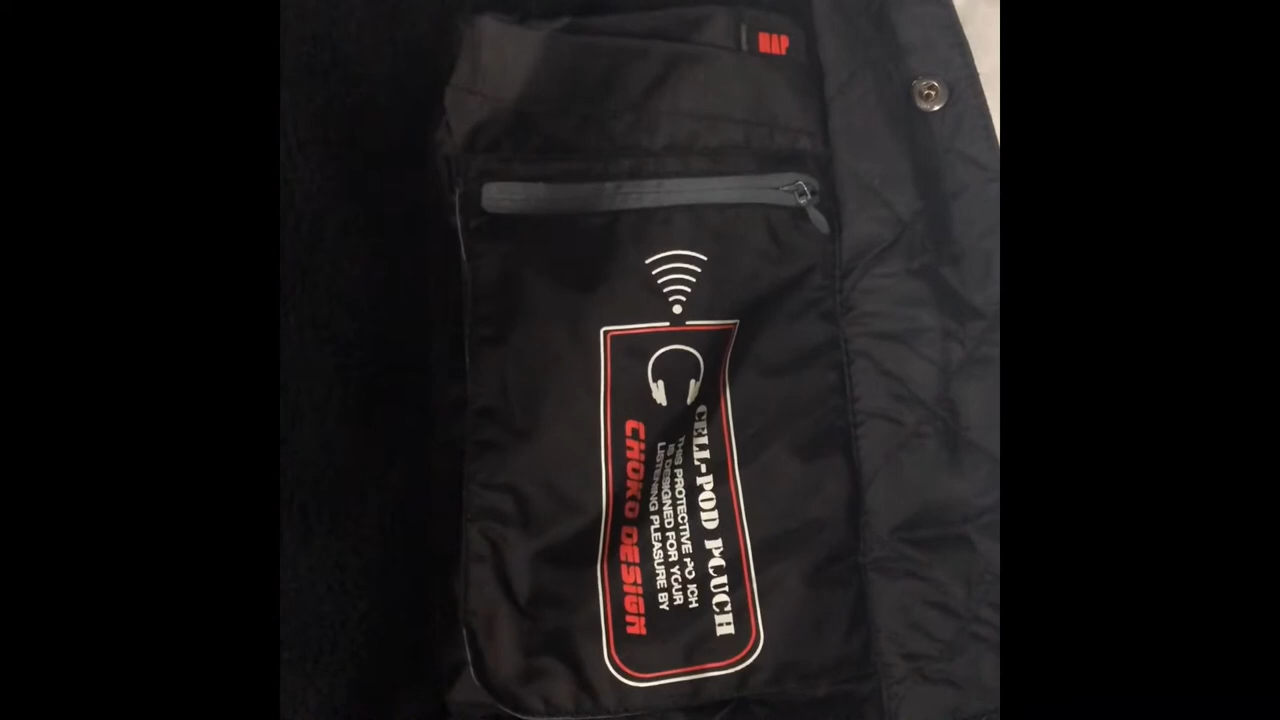 MAP
CELL-POD POUCH
THIS PROTECTIVE POUCH
IS DESIGNED FOR YOUR
LISTENING PLEASURE BY
CHOKO DESIGN